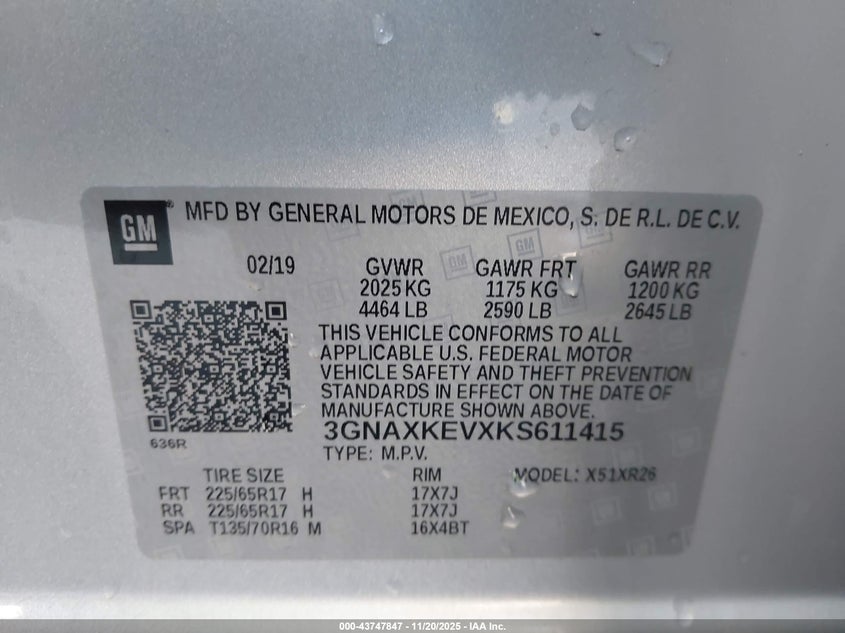 GM ® MFD BY GENERAL MOTORS DE MEXICO, S. DE R.L. DE C.V.
02/19 GVWR GAWR FRT GAWR RR
2025 KG 1175 KG 1200 KG
4464 LB 2590 LB 2645 LB
THIS VEHICLE CONFORMS TO ALL
APPLICABLE U.S. FEDERAL MOTOR
VEHICLE SAFETY AND THEFT PREVENTION
STANDARDS IN EFFECT ON THE DATE OF
MANUFACTURE SHOWN ABOVE.
636R 3GNAXKEVXKS611415
TYPE: M.P.V.
TIRE SIZE RIM MODEL: X51XR26
FRT 225/65R17 H 17X7J
RR 225/65R17 H 17X7J
SPA T135/70R16 M 16X4BT
000-43747847 - 11/20/2025 - IAA Inc.